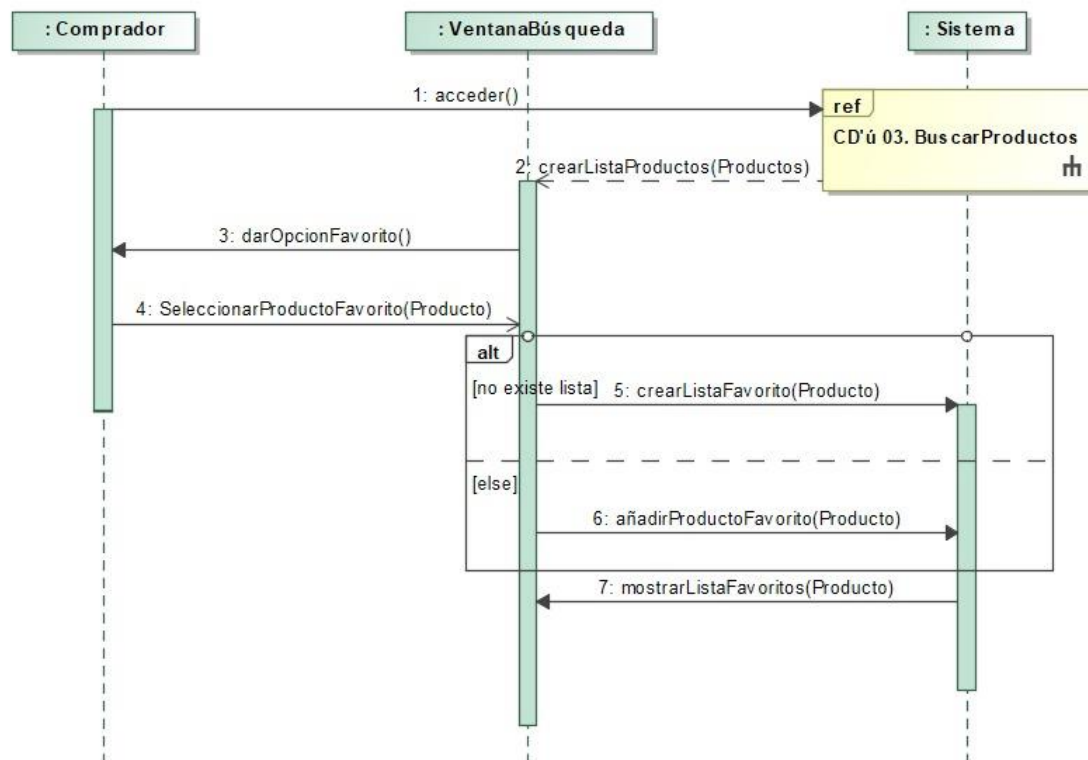 : Comprador
: VentanaBúsqueda
: Sistema
1: acceder()
ref
CD'ú 03. BuscarProductos
2: crearListaProductos(Productos)
3: darOpcionFavorito()
4: SeleccionarProductoFavorito(Producto)
alt
[no existe lista]
5: crearListaFavorito(Producto)
[else]
6: añadirProductoFavorito(Producto)
7: mostrarListaFavoritos(Producto)